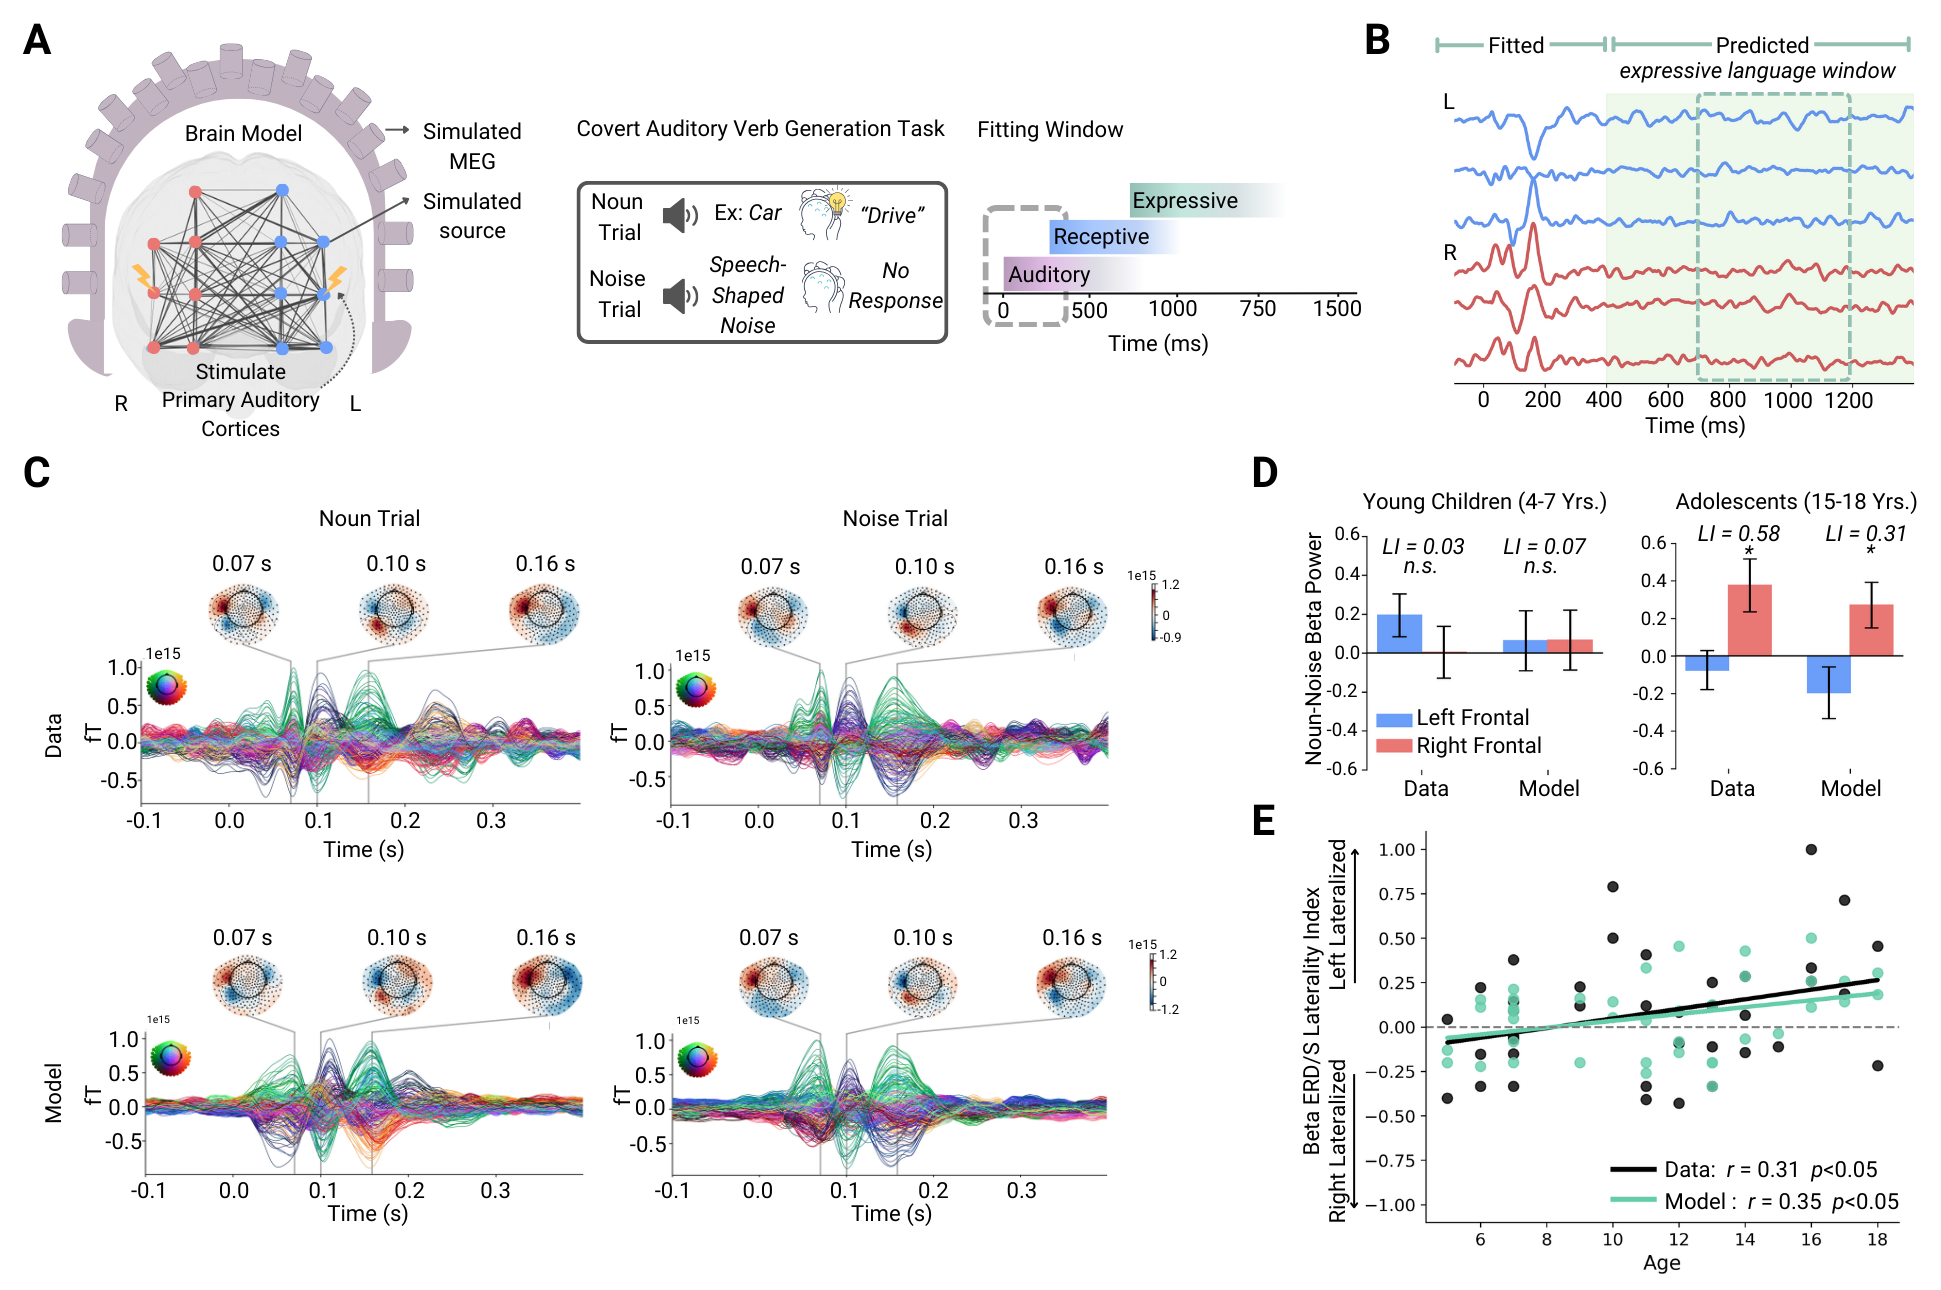 A
Brain Model
Simulated
MEG
Simulated
source
Stimulate
Primary Auditory
Cortices
R
L
Covert Auditory Verb Generation Task
Noun
Trial
Ex: Car
“Drive”
Noise
Trial
Speech-
Shaped
Noise
No
Response
Fitting Window
Expressive
Receptive
Auditory
0 500 1000 750 1500
Time (ms)
B
Fitted
Predicted
expressive language window
L
R
0 200 400 600 800 1000 1200
Time (ms)
C
Noun Trial
0.07 s 0.10 s 0.16 s
1e15
1.0
0.5
0.0
-0.5
Data
fT
-0.1 0.0 0.1 0.2 0.3
Time (s)
Noise Trial
0.07 s 0.10 s 0.16 s
1e15
1.2
0
-0.9
1e15
1.0
0.5
0.0
-0.5
fT
-0.1 0.0 0.1 0.2 0.3
Time (s)
0.07 s 0.10 s 0.16 s
1e15
1.0
0.5
0.0
-0.5
Model
fT
-0.1 0.0 0.1 0.2 0.3
Time (s)
0.07 s 0.10 s 0.16 s
1e15
1.2
0
-1.2
1e15
1.0
0.5
0.0
-0.5
fT
-0.1 0.0 0.1 0.2 0.3
Time (s)
D
Young Children (4-7 Yrs.)
Noun-Noise Beta Power
0.6
0.4
0.2
0.0
-0.2
-0.4
-0.6
LI = 0.03
n.s.
LI = 0.07
n.s.
Left Frontal
Right Frontal
Data Model
Adolescents (15-18 Yrs.)
0.6
0.4
0.2
0.0
-0.2
-0.4
-0.6
LI = 0.58
*
LI = 0.31
*
Data Model
E
Beta ERD/S Laterality Index
Left Lateralized
Right Lateralized
1.00
0.75
0.50
0.25
0.00
−0.25
−0.50
−0.75
−1.00
Data: r = 0.31 p<0.05
Model : r = 0.35 p<0.05
6 8 10 12 14 16 18
Age